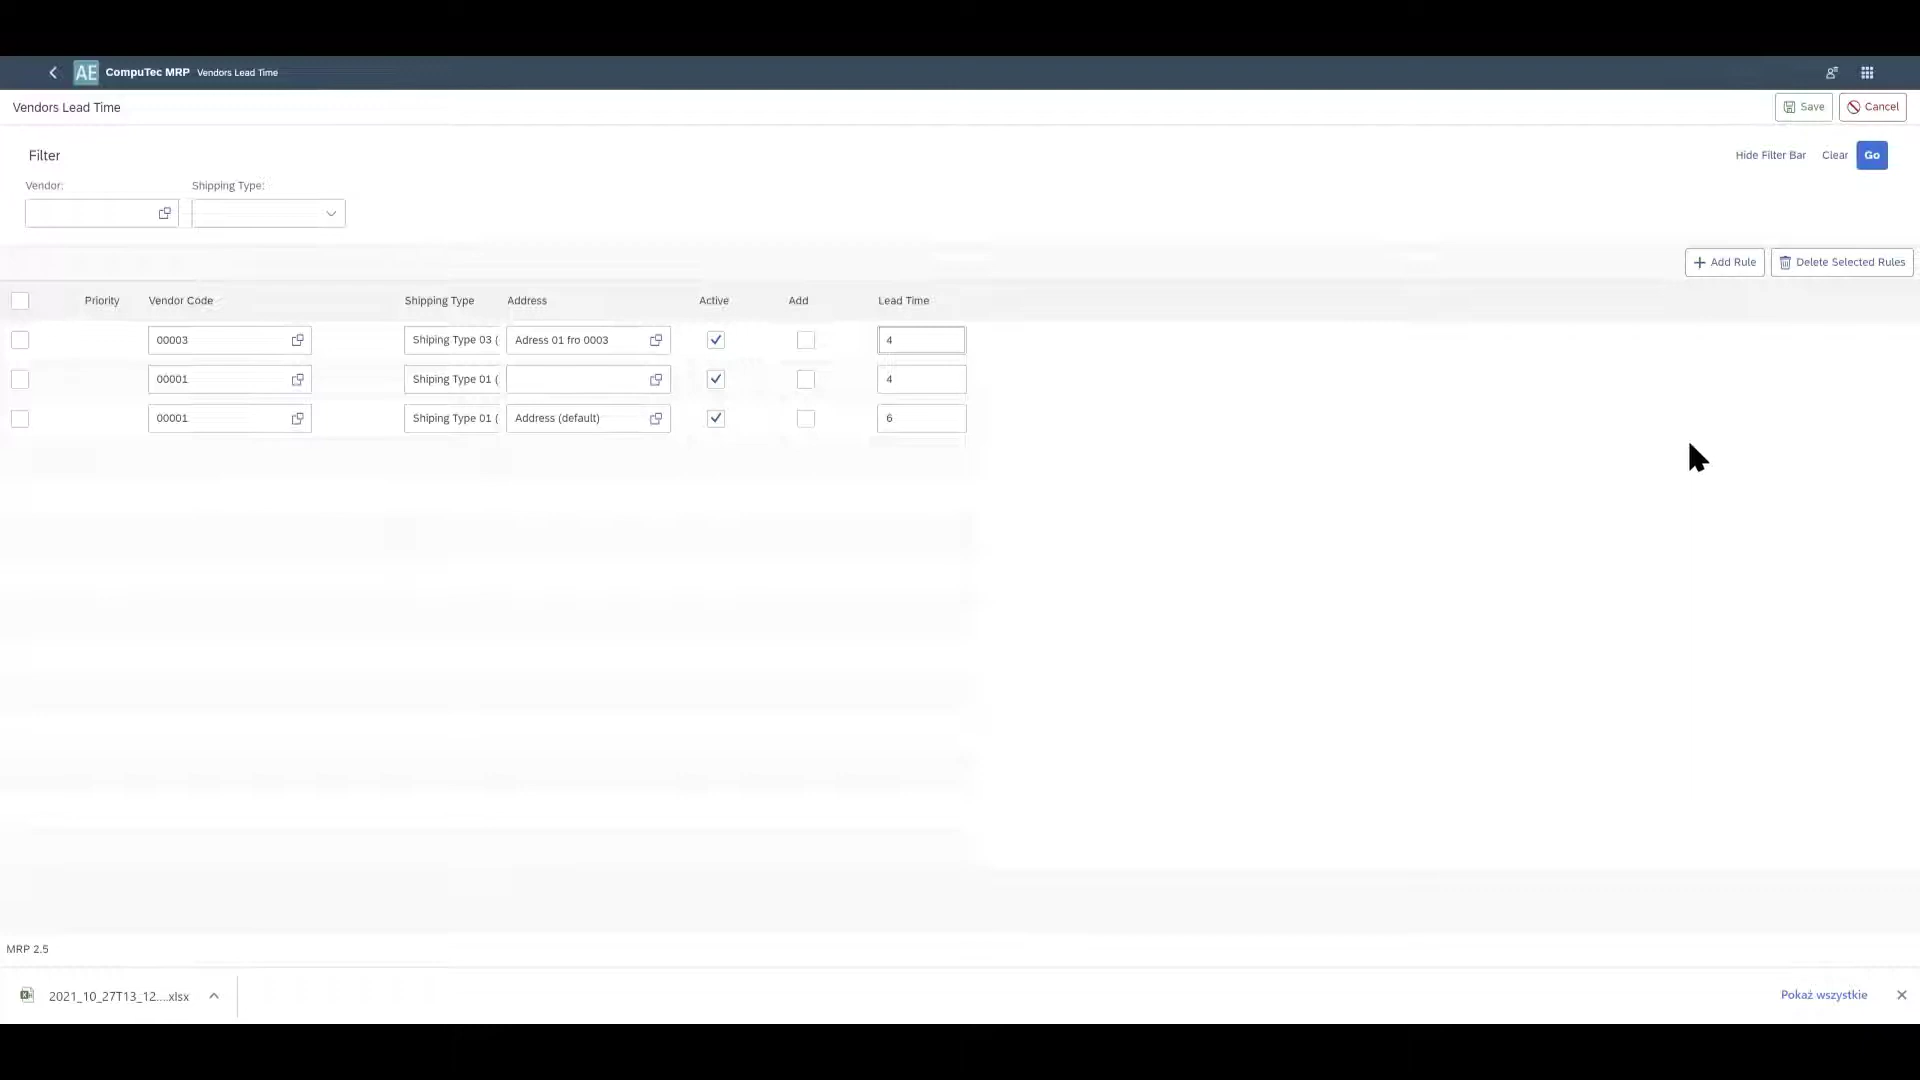 AE CompuTec MRP Vendors Lead Time
Vendors Lead Time Save Cancel
Filter Hide Filter Bar Clear Go
Vendor: Shipping Type:
Add Rule Delete Selected Rules
Priority Vendor Code Shipping Type Address Active Add Lead Time
00003 Shiping Type 03 ( Adress 01 fro 0003 4
00001 Shiping Type 01 ( 4
00001 Shiping Type 01 ( Address (default) 6
MRP 2.5
2021_10_27T13_12....xlsx Pokaż wszystkie